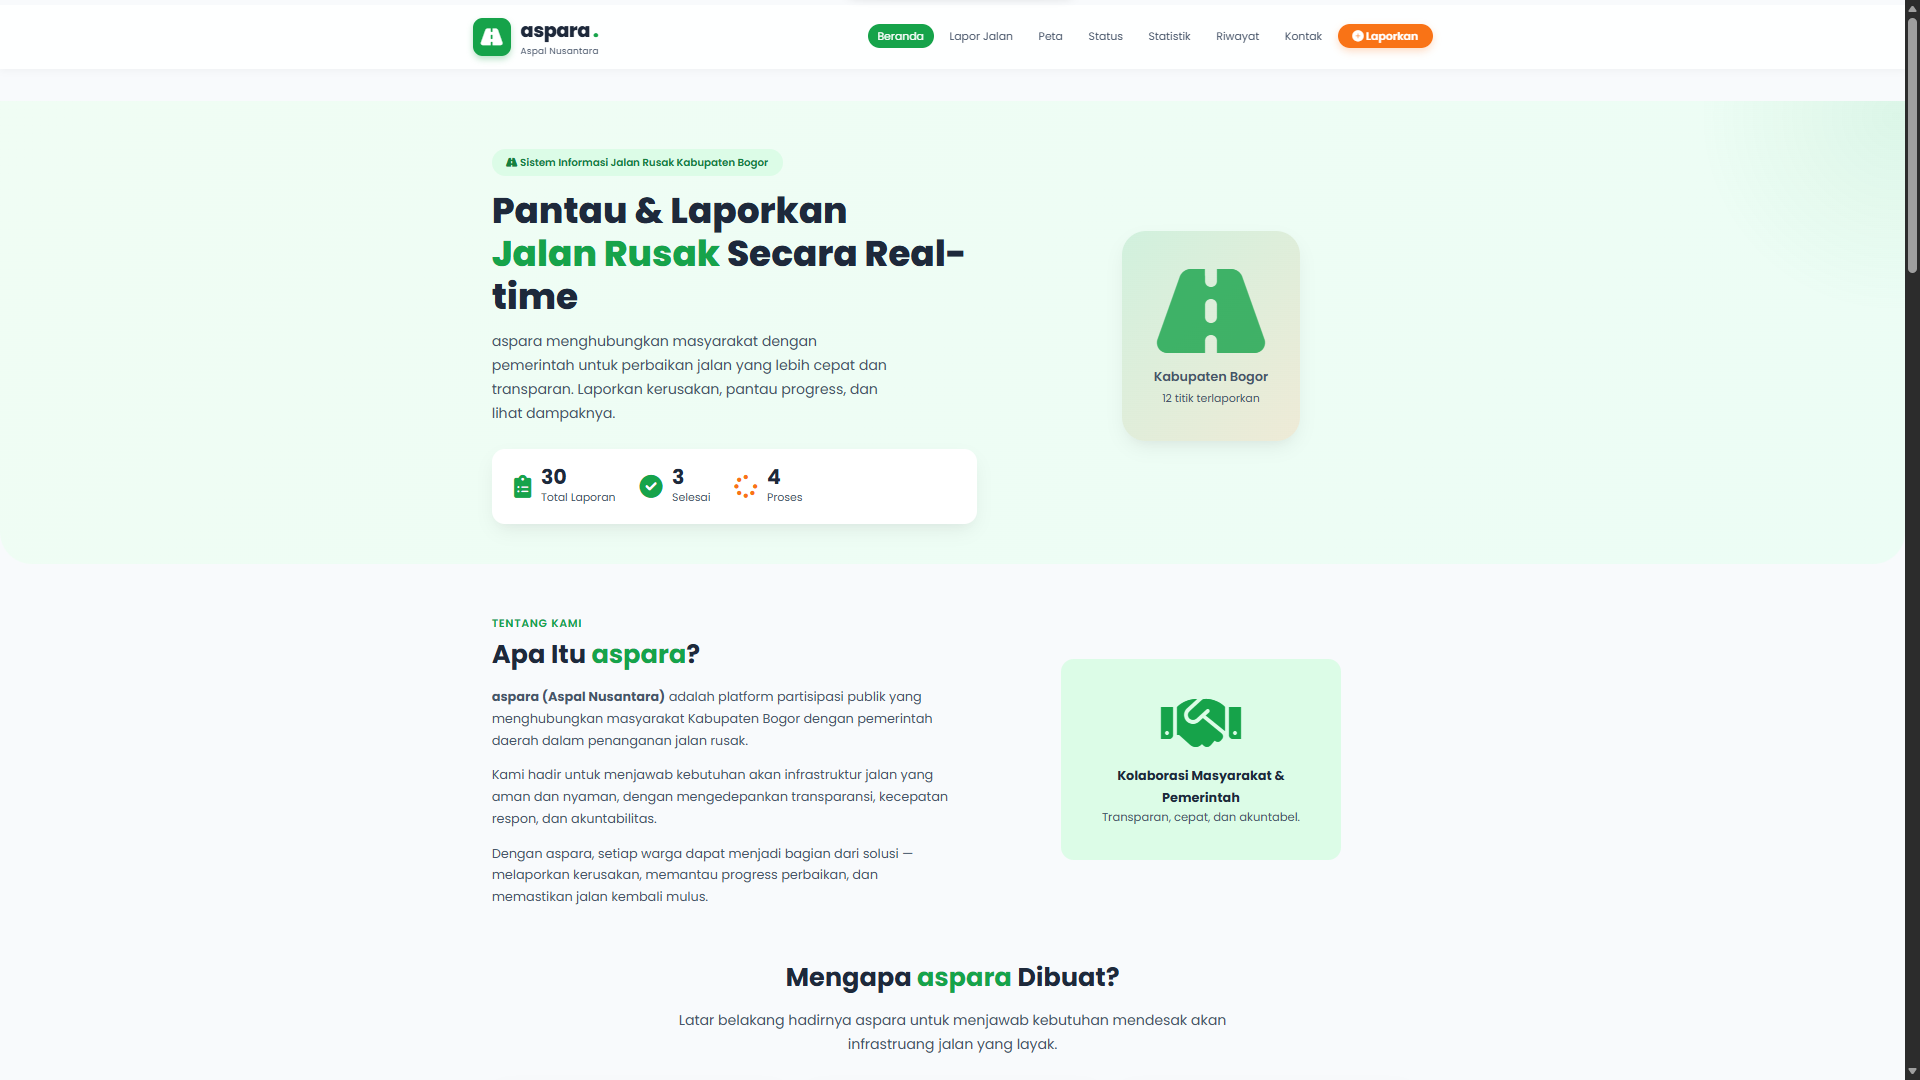 aspara.
Aspal Nusantara
Beranda
Lapor Jalan
Peta
Status
Statistik
Riwayat
Kontak
Laporkan
Sistem Informasi Jalan Rusak Kabupaten Bogor
Pantau & Laporkan
Jalan Rusak Secara Real-
time
aspara menghubungkan masyarakat dengan
pemerintah untuk perbaikan jalan yang lebih cepat dan
transparan. Laporkan kerusakan, pantau progress, dan
lihat dampaknya.
30
Total Laporan
3
Selesai
4
Proses
Kabupaten Bogor
12 titik terlaporkan
TENTANG KAMI
Apa Itu aspara?
aspara (Aspal Nusantara) adalah platform partisipasi publik yang
menghubungkan masyarakat Kabupaten Bogor dengan pemerintah
daerah dalam penanganan jalan rusak.
Kami hadir untuk menjawab kebutuhan akan infrastruktur jalan yang
aman dan nyaman, dengan mengedepankan transparansi, kecepatan
respon, dan akuntabilitas.
Dengan aspara, setiap warga dapat menjadi bagian dari solusi —
melaporkan kerusakan, memantau progress perbaikan, dan
memastikan jalan kembali mulus.
Kolaborasi Masyarakat &
Pemerintah
Transparan, cepat, dan akuntabel.
Mengapa aspara Dibuat?
Latar belakang hadirnya aspara untuk menjawab kebutuhan mendesak akan
infrastruang jalan yang layak.